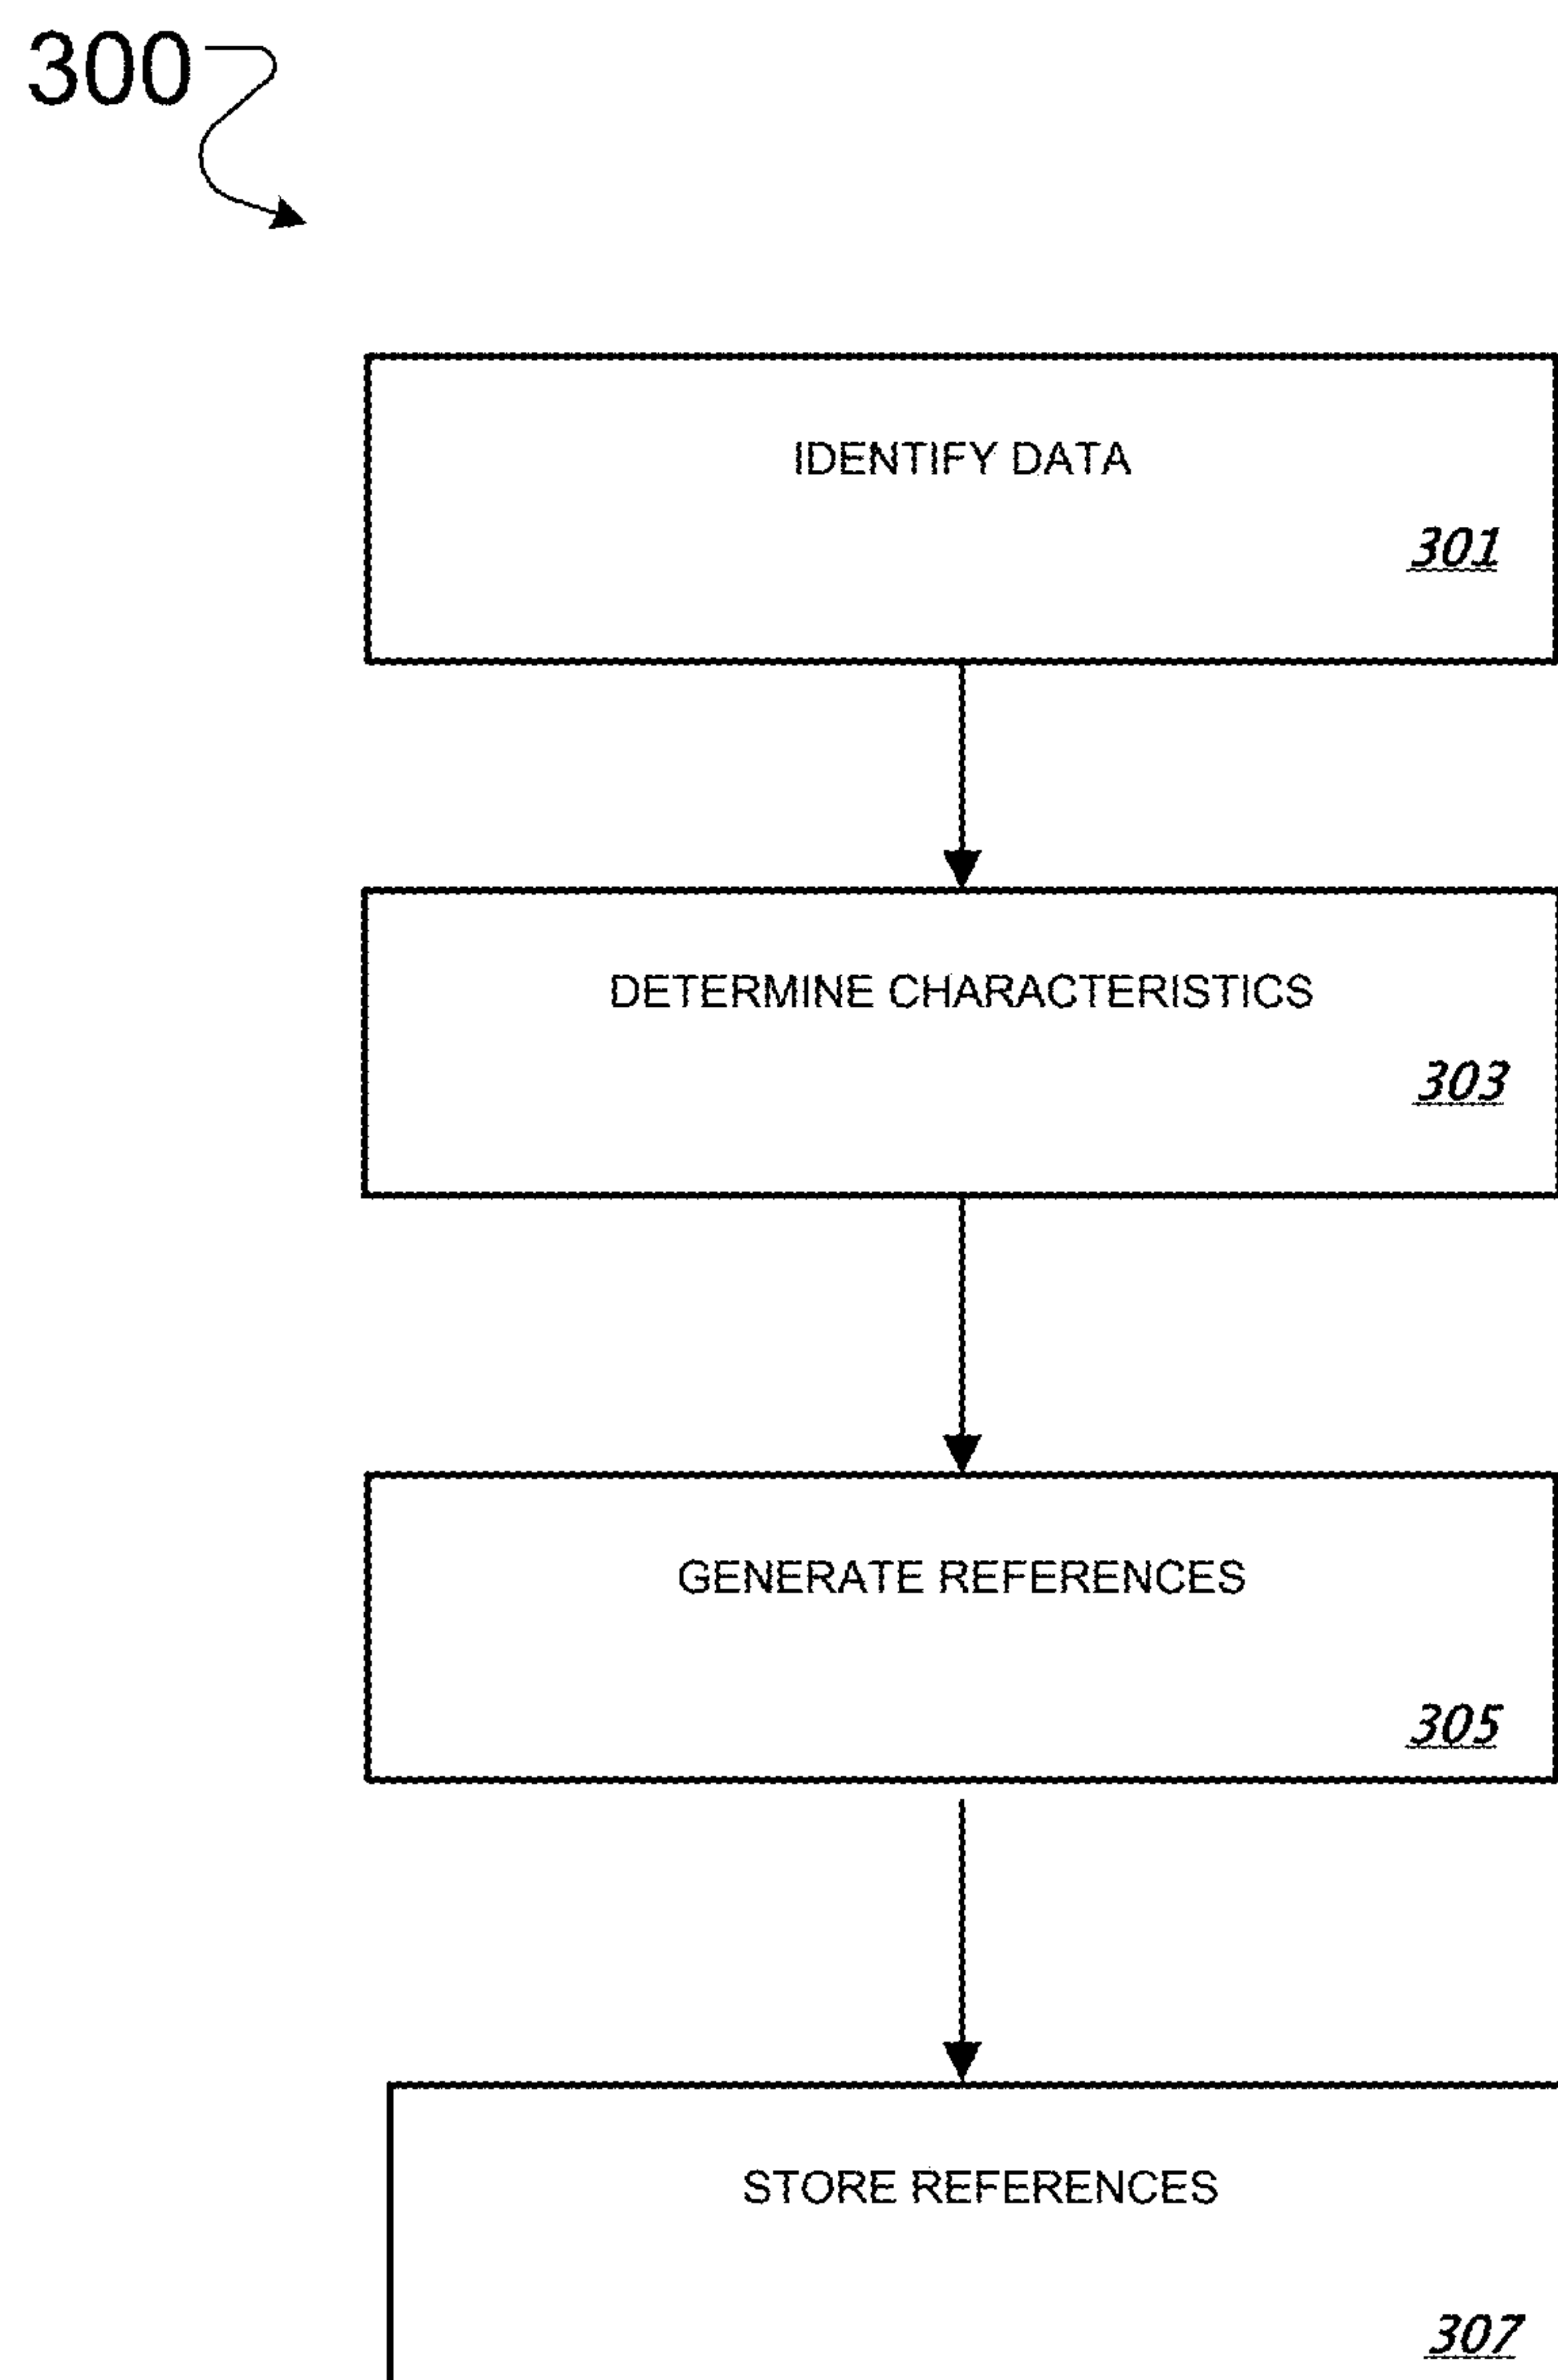 300
IDENTIFY DATA
301
DETERMINE CHARACTERISTICS
303
GENERATE REFERENCES
305
STORE REFERENCES
307